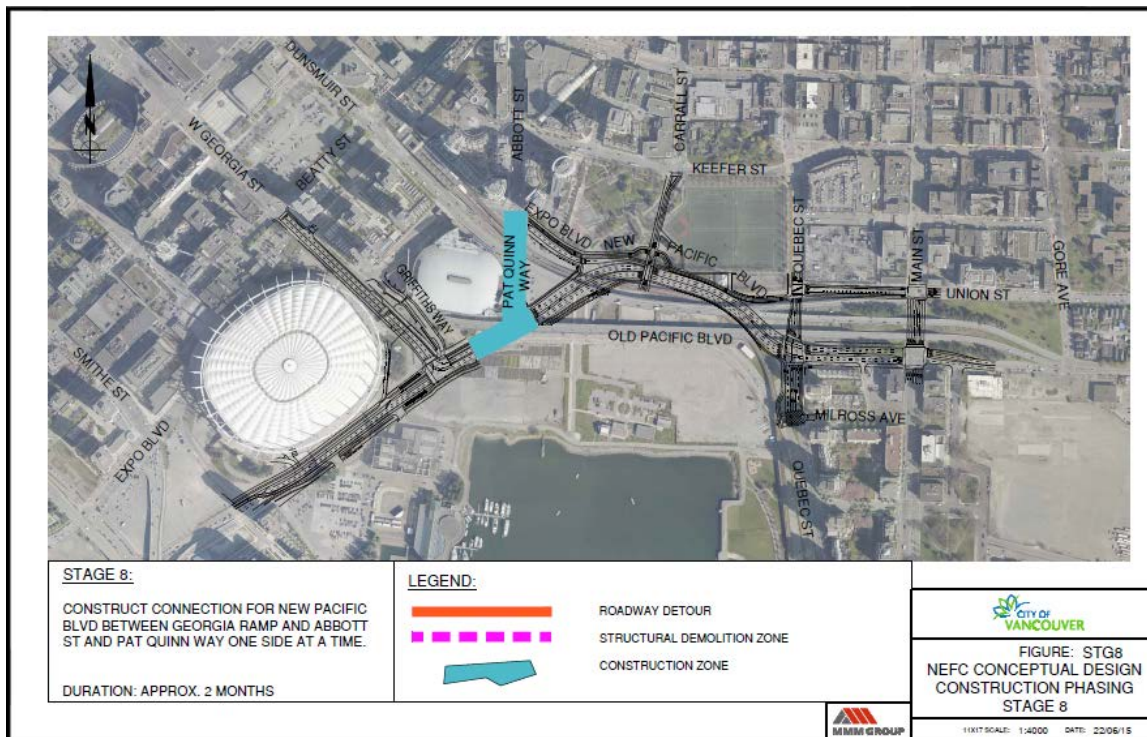 DUNSMUIR ST
W GEORGIA ST
BEATTY ST
ABBOTT ST
CARRALL ST
KEEFER ST
EXPO BLVD
NEW PACIFIC BLVD
QUEBEC ST
MAIN ST
GORE AVE
UNION ST
PAT QUINN
WAY
GRIFFITHS WAY
OLD PACIFIC BLVD
SMITHE ST
EXPO BLVD
MILROSS AVE
QUEBEC ST
STAGE 8:
CONSTRUCT CONNECTION FOR NEW PACIFIC
BLVD BETWEEN GEORGIA RAMP AND ABBOTT
ST AND PAT QUINN WAY ONE SIDE AT A TIME.
DURATION: APPROX. 2 MONTHS
LEGEND:
ROADWAY DETOUR
STRUCTURAL DEMOLITION ZONE
CONSTRUCTION ZONE
CITY OF
VANCOUVER
FIGURE: STG8
NEFC CONCEPTUAL DESIGN
CONSTRUCTION PHASING
STAGE 8
MMM GROUP
11X17 SCALE: 1:4000 DATE: 22/06/15